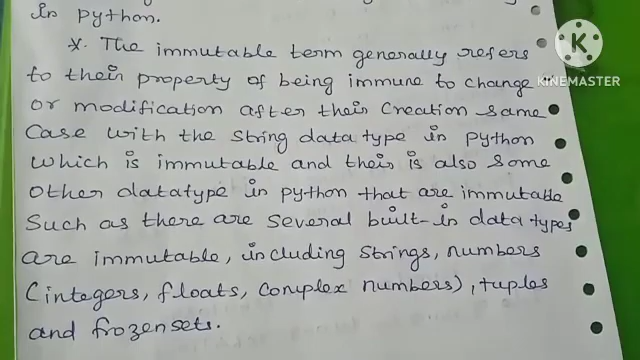 in python.
* The immutable term generally refers
to their property of being immune to change
or modification after their creation same
case with the string data type in python
which is immutable and their is also some
other datatype in python that are immutable
such as there are several built-in data types
are immutable, including strings, numbers
(integers, floats, complex numbers), tuples
and frozen sets.
KINEMASTER